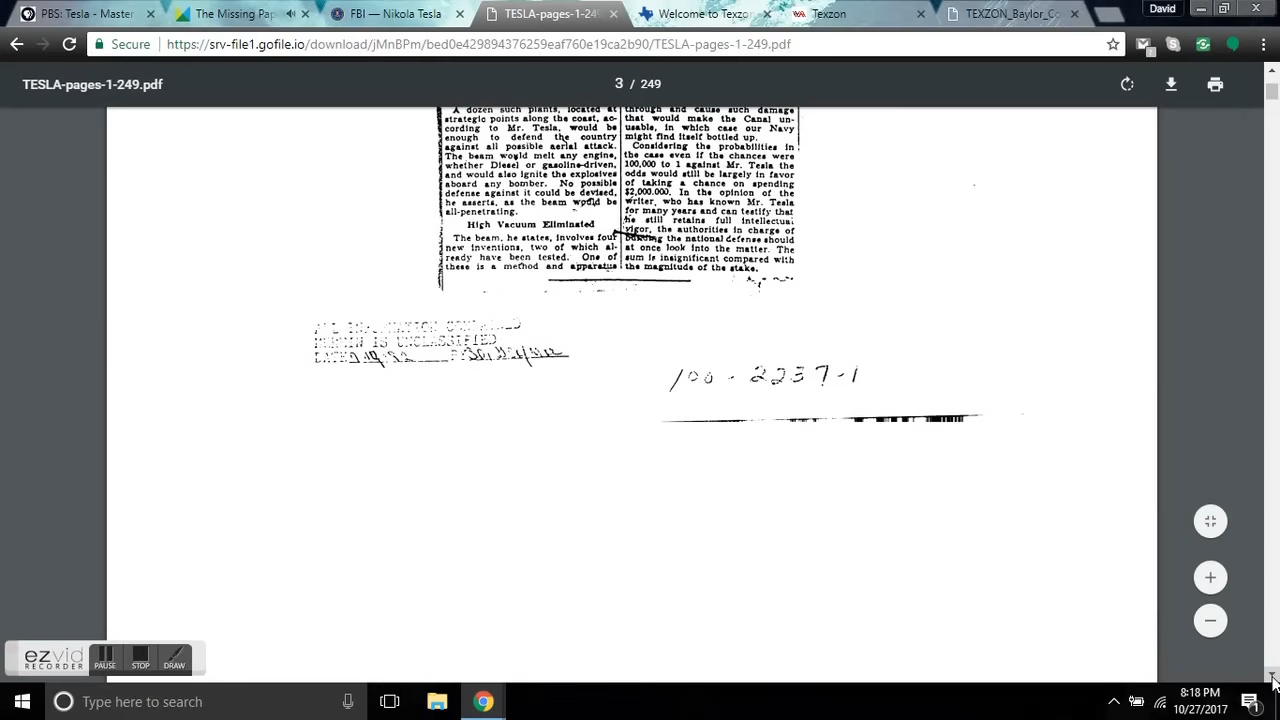 PBS: Tesla
The Missing Pap
FBI — Nikola Tesla
TESLA-pages-1-249
Welcome to Texzon
Texzon
TEXZON_Baylor_Co
David
Secure
https://srv-file1.gofile.io/download/jMnBPm/bed0e429894376259eaf760e19ca2b90/TESLA-pages-1-249.pdf
TESLA-pages-1-249.pdf
3 / 249
A dozen such plants, located at
strategic points along the coast, ac-
cording to Mr. Tesla, would be
enough to defend the country
against all possible aerial attack.
The beam would melt any engine,
whether Diesel or gasoline-driven,
and would also ignite the explosives
aboard any bomber. No possible
defense against it could be devised,
he asserts, as the beam would be
all-penetrating.
High Vacuum Eliminated
The beam, he states, involves four
new inventions, two of which al-
ready have been tested. One of
these is a method and apparatus
through and cause such damage
that would make the Canal un-
usable, in which case our Navy
might find itself bottled up.
Considering the probabilities in
the case even if the chances were
100,000 to 1 against Mr. Tesla the
odds would still be largely in favor
of taking a chance on spending
$2,000.000. In the opinion of the
writer, who has known Mr. Tesla
for many years and can testify that
he still retains full intellectual
vigor, the authorities in charge of
the national defense should
at once look into the matter. The
sum is insignificant compared with
the magnitude of the stake.
ALL INFORMATION CONTAINED
HEREIN IS UNCLASSIFIED
DATE BY
100-2237-1
ezvid
RECORDER
PAUSE
STOP
DRAW
Type here to search
8:18 PM
10/27/2017